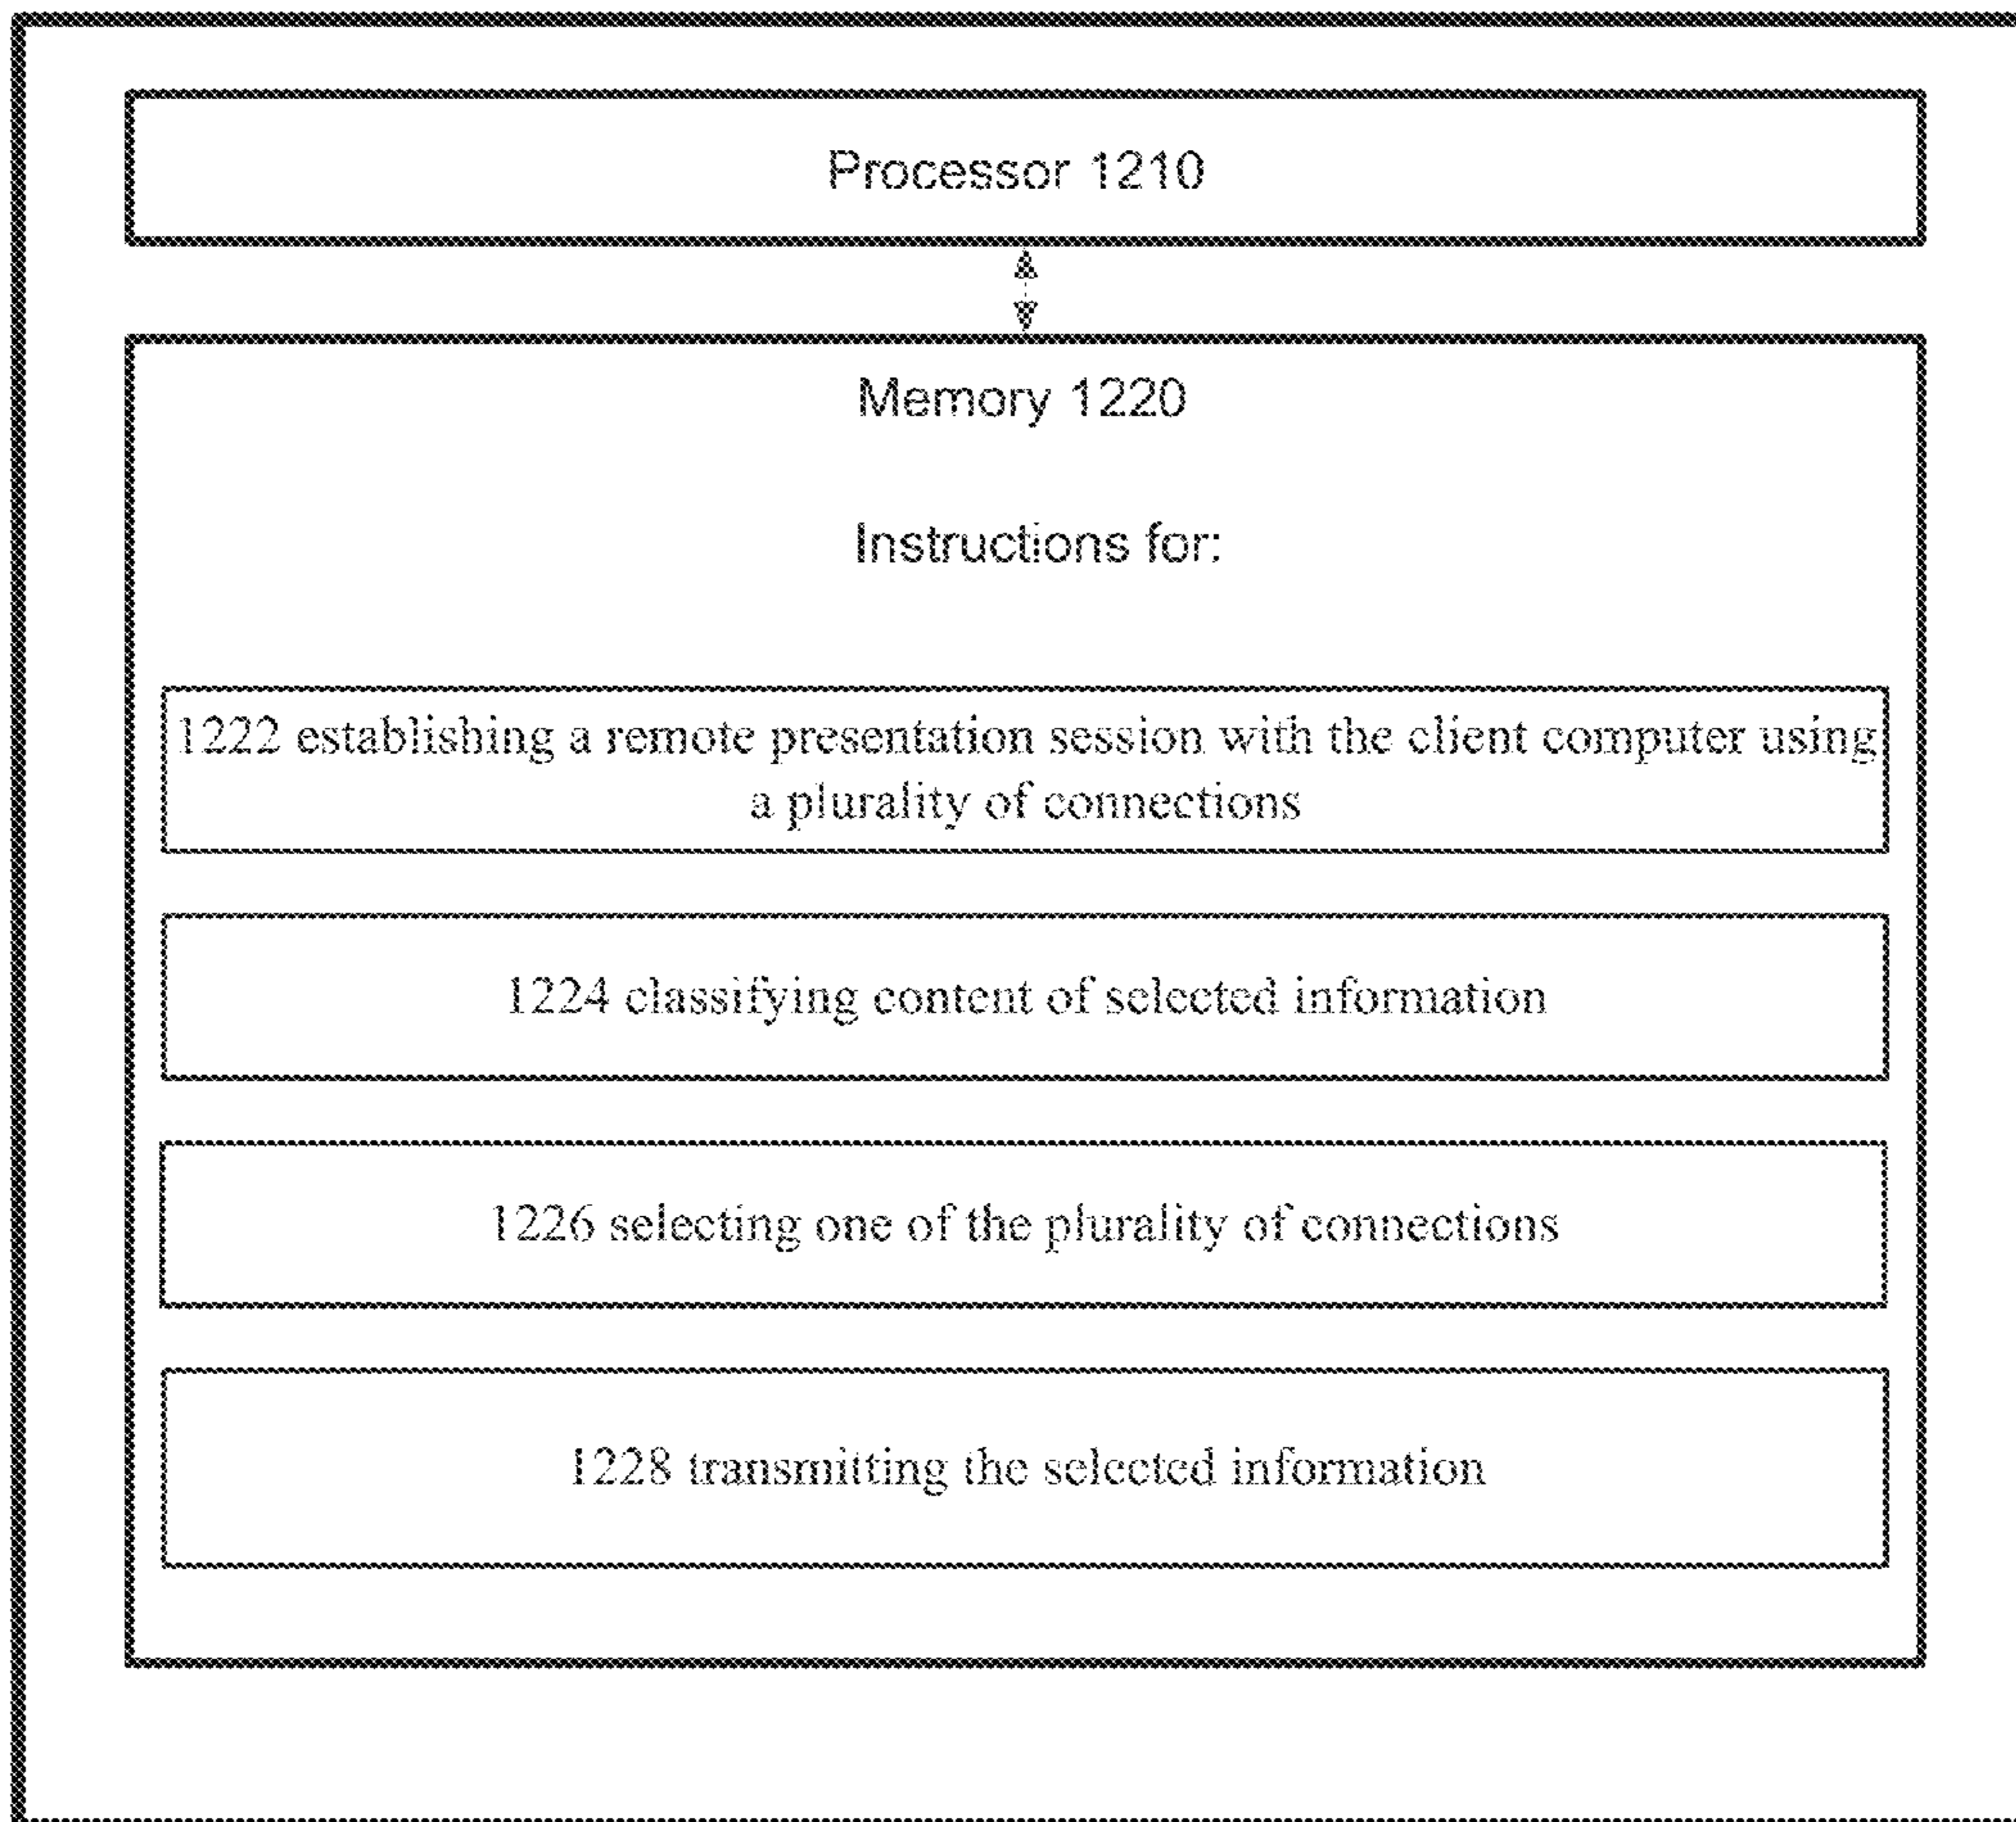 Processor 1210
Memory 1220
Instructions for:
1222 establishing a remote presentation session with the client computer using
a plurality of connections
1224 classifying content of selected information
1226 selecting one of the plurality of connections
1228 transmitting the selected information